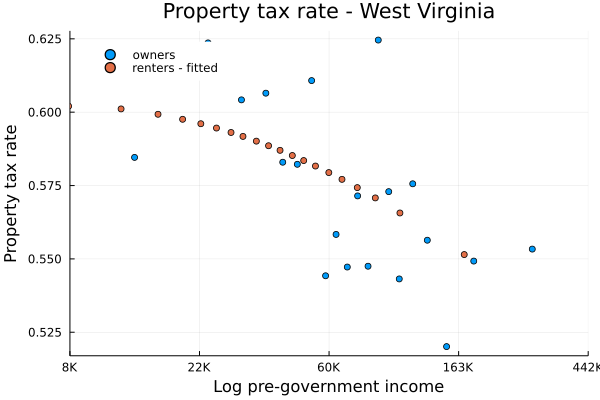 Property tax rate - West Virginia
owners
renters - fitted
Property tax rate
0.625
0.600
0.575
0.550
0.525
8K 22K 60K 163K 442K
Log pre-government income